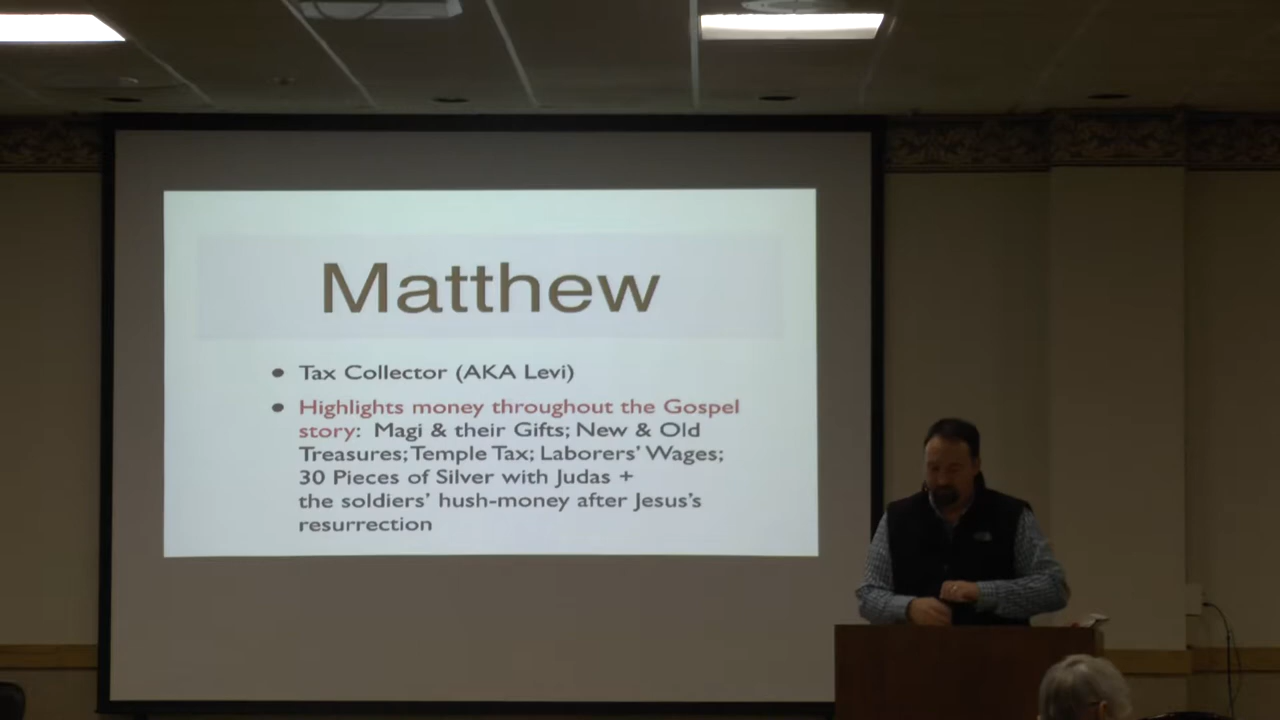 Matthew
• Tax Collector (AKA Levi)
• Highlights money throughout the Gospel
story: Magi & their Gifts; New & Old
Treasures; Temple Tax; Laborers' Wages;
30 Pieces of Silver with Judas +
the soldiers' hush-money after Jesus's
resurrection